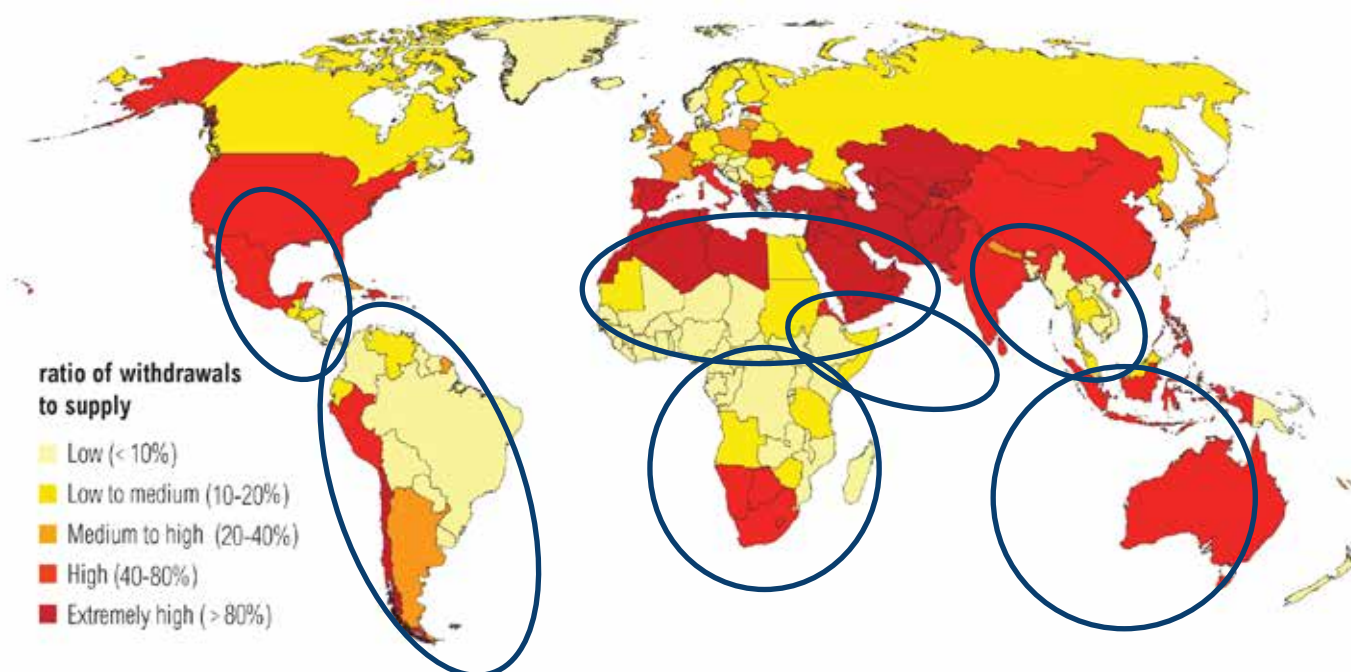 ratio of withdrawals
to supply
Low (< 10%)
Low to medium (10-20%)
Medium to high (20-40%)
High (40-80%)
Extremely high (> 80%)